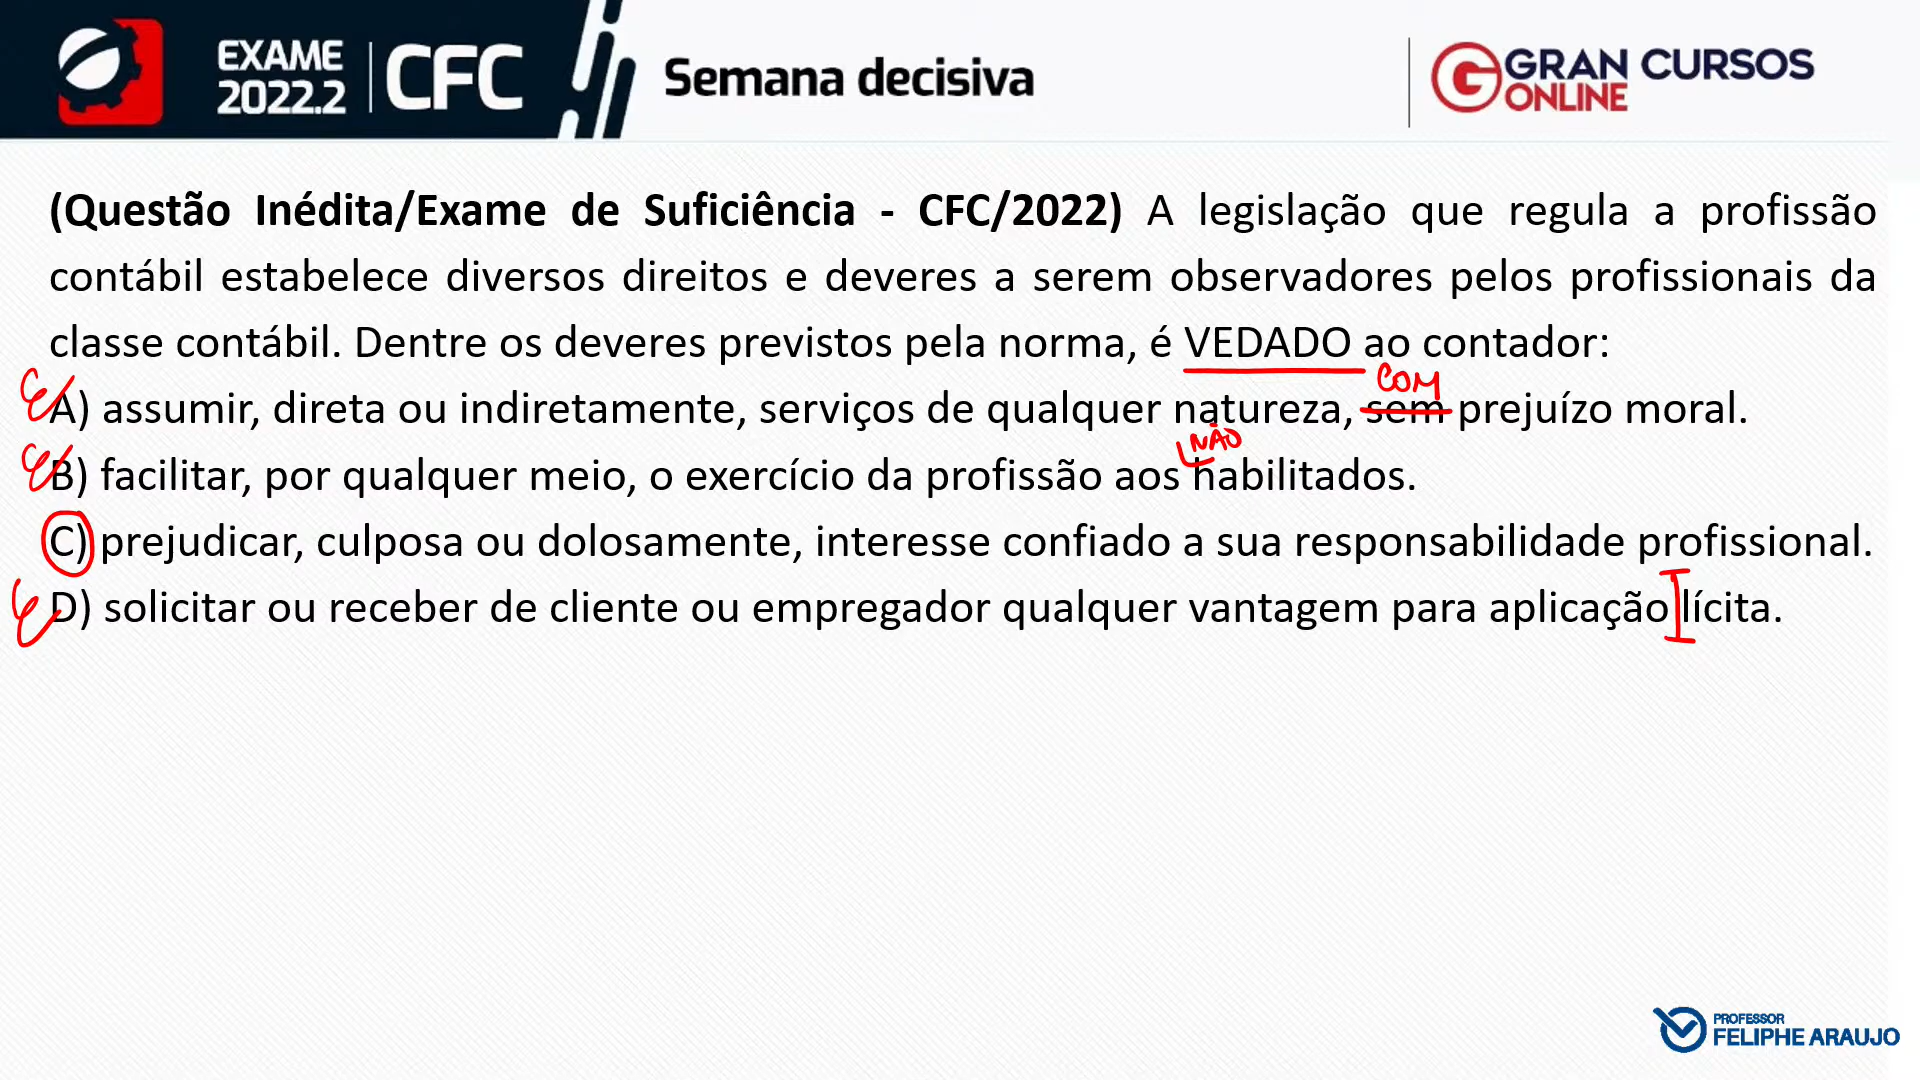 EXAME
2022.2
CFC
Semana decisiva
GRAN CURSOS
ONLINE
(Questão Inédita/Exame de Suficiência - CFC/2022) A legislação que regula a profissão
contábil estabelece diversos direitos e deveres a serem observadores pelos profissionais da
classe contábil. Dentre os deveres previstos pela norma, é VEDADO ao contador:
COM
E A) assumir, direta ou indiretamente, serviços de qualquer natureza, sem prejuízo moral.
NÃO
E B) facilitar, por qualquer meio, o exercício da profissão aos habilitados.
C) prejudicar, culposa ou dolosamente, interesse confiado a sua responsabilidade profissional.
E D) solicitar ou receber de cliente ou empregador qualquer vantagem para aplicação I lícita.
PROFESSOR
FELIPHE ARAUJO